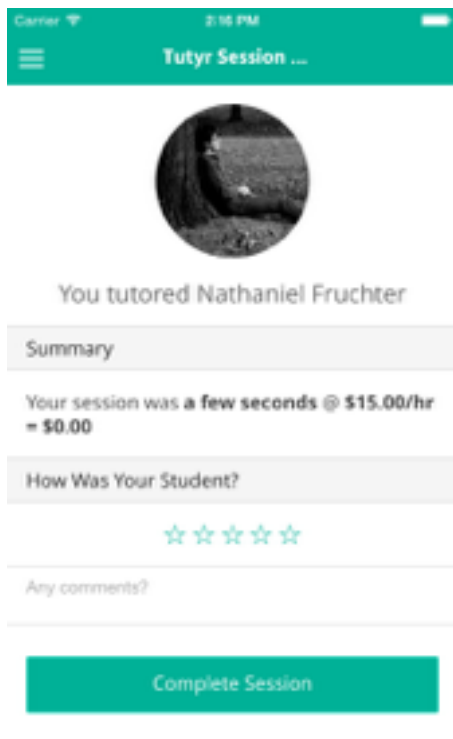 Carrier 2:16 PM
Tutyr Session ...
You tutored Nathaniel Fruchter
Summary
Your session was a few seconds @ $15.00/hr
= $0.00
How Was Your Student?
Any comments?
Complete Session